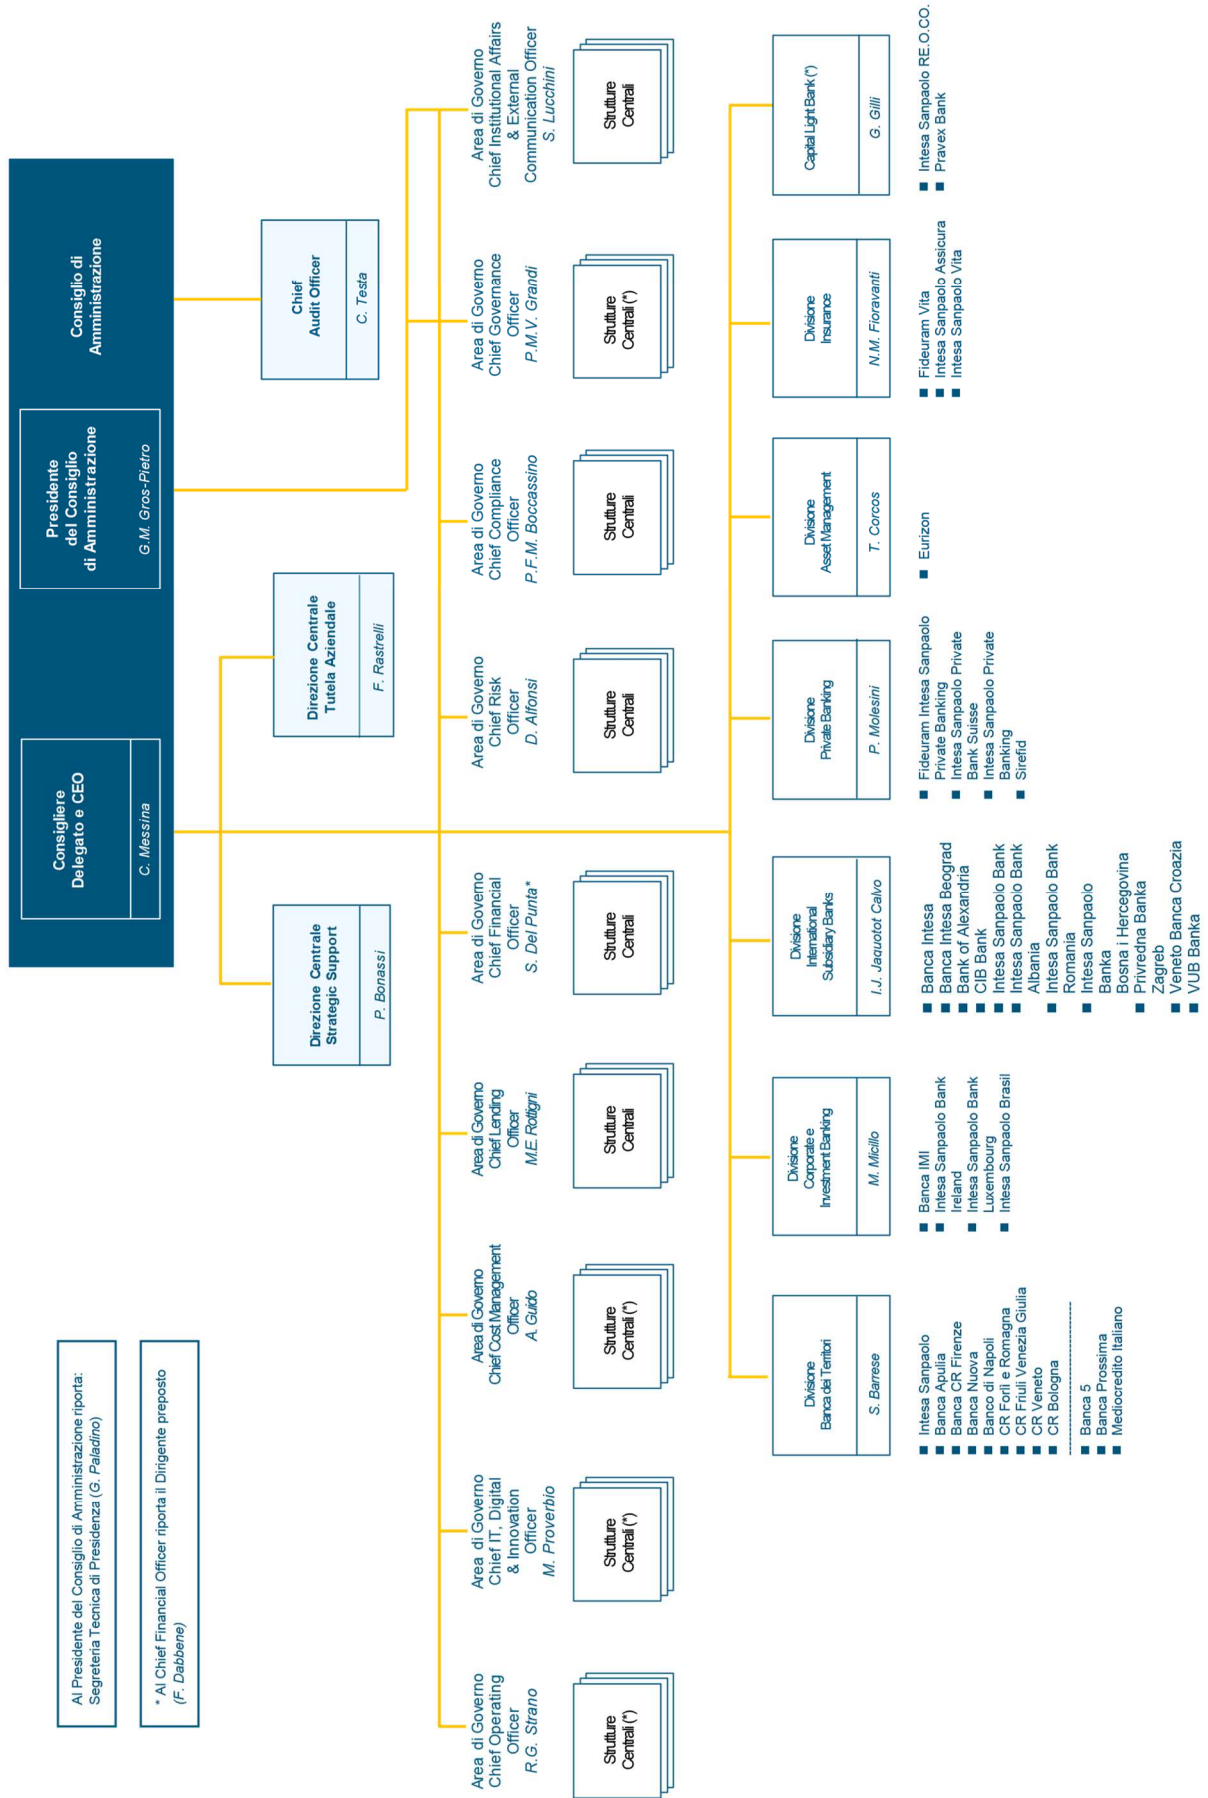 Al Presidente del Consiglio di Amministrazione riporta:
Segreteria Tecnica di Presidenza (G. Paladino)
* Al Chief Financial Officer riporta il Dirigente preposto
(F. Dabbene)
Consigliere
Delegato e CEO
C. Messina
Presidente
del Consiglio
di Amministrazione
G.M. Gros-Pietro
Consiglio di
Amministrazione
Direzione Centrale
Strategic Support
P. Bonassi
Direzione Centrale
Tutela Aziendale
F. Rastrelli
Chief
Audit Officer
C. Testa
Area di Governo
Chief Operating
Officer
R.G. Strano
Strutture
Centrali (*)
Area di Governo
Chief IT, Digital
& Innovation
Officer
M. Proverbio
Strutture
Centrali (*)
Area di Governo
Chief Cost Management
Officer
A. Guido
Strutture
Centrali (*)
Area di Governo
Chief Lending
Officer
M.E. Rottigni
Strutture
Centrali
Area di Governo
Chief Financial
Officer
S. Del Punta*
Strutture
Centrali
Area di Governo
Chief Risk
Officer
D. Alfonsi
Strutture
Centrali
Area di Governo
Chief Compliance
Officer
P.F.M. Boccassino
Strutture
Centrali
Area di Governo
Chief Governance
Officer
P.M.V. Grandi
Strutture
Centrali (*)
Area di Governo
Chief Institutional Affairs
& External
Communication Officer
S. Lucchini
Strutture
Centrali
Divisione
Banca dei Territori
S. Barrese
■ Intesa Sanpaolo
■ Banca Apulia
■ Banca CR Firenze
■ Banca Nuova
■ Banco di Napoli
■ CR Forlì e Romagna
■ CR Friuli Venezia Giulia
■ CR Veneto
■ CR Bologna
■ Banca 5
■ Banca Prossima
■ Mediocredito Italiano
Divisione
Corporate e
Investment Banking
M. Micillo
■ Banca IMI
■ Intesa Sanpaolo Bank
Ireland
■ Intesa Sanpaolo Bank
Luxembourg
■ Intesa Sanpaolo Brasil
Divisione
International
Subsidiary Banks
I.J. Jaquotot Calvo
■ Banca Intesa
■ Banca Intesa Beograd
■ Bank of Alexandria
■ CIB Bank
■ Intesa Sanpaolo Bank
■ Intesa Sanpaolo Bank
Albania
■ Intesa Sanpaolo Bank
Romania
■ Intesa Sanpaolo
Banka
Bosna i Hercegovina
■ Privredna Banka
Zagreb
■ Veneto Banca Croazia
■ VUB Banka
Divisione
Private Banking
P. Molesini
■ Fideuram Intesa Sanpaolo
Private Banking
■ Intesa Sanpaolo Private
Bank Suisse
■ Intesa Sanpaolo Private
Banking
■ Sirefid
Divisione
Asset Management
T. Corcos
■ Eurizon
Divisione
Insurance
N.M. Fioravanti
■ Fideuram Vita
■ Intesa Sanpaolo Assicura
■ Intesa Sanpaolo Vita
Capital Light Bank (*)
G. Gilli
■ Intesa Sanpaolo RE.O.CO.
■ Pravex Bank